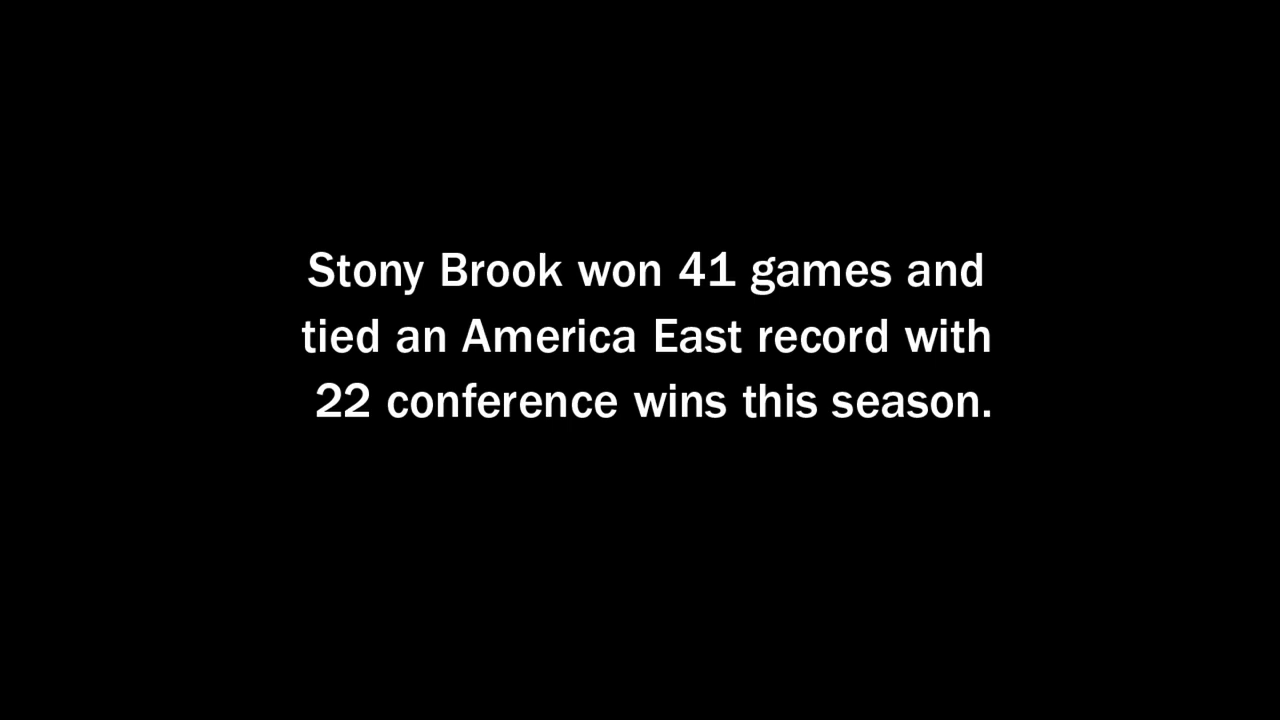 Stony Brook won 41 games and
tied an America East record with
22 conference wins this season.